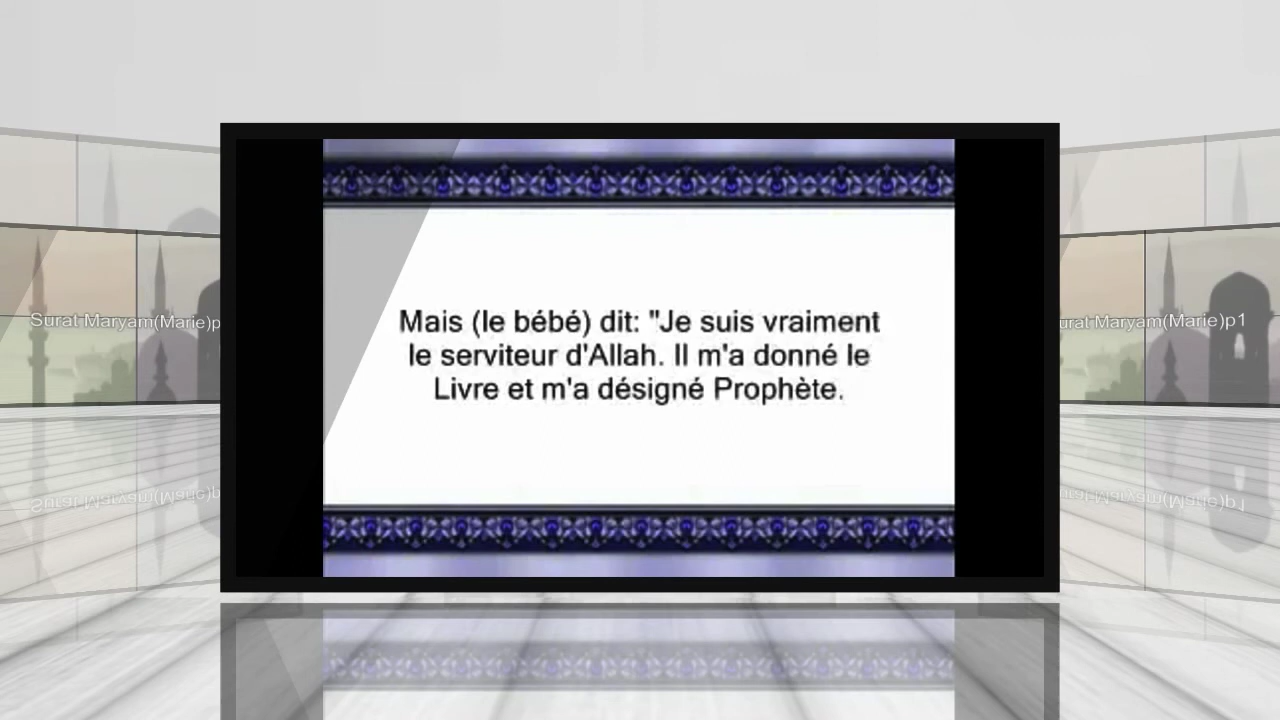 Mais (le bébé) dit: "Je suis vraiment
le serviteur d'Allah. Il m'a donné le
Livre et m'a désigné Prophète.
Surat Maryam(Marie)p
urat Maryam(Marie)p1